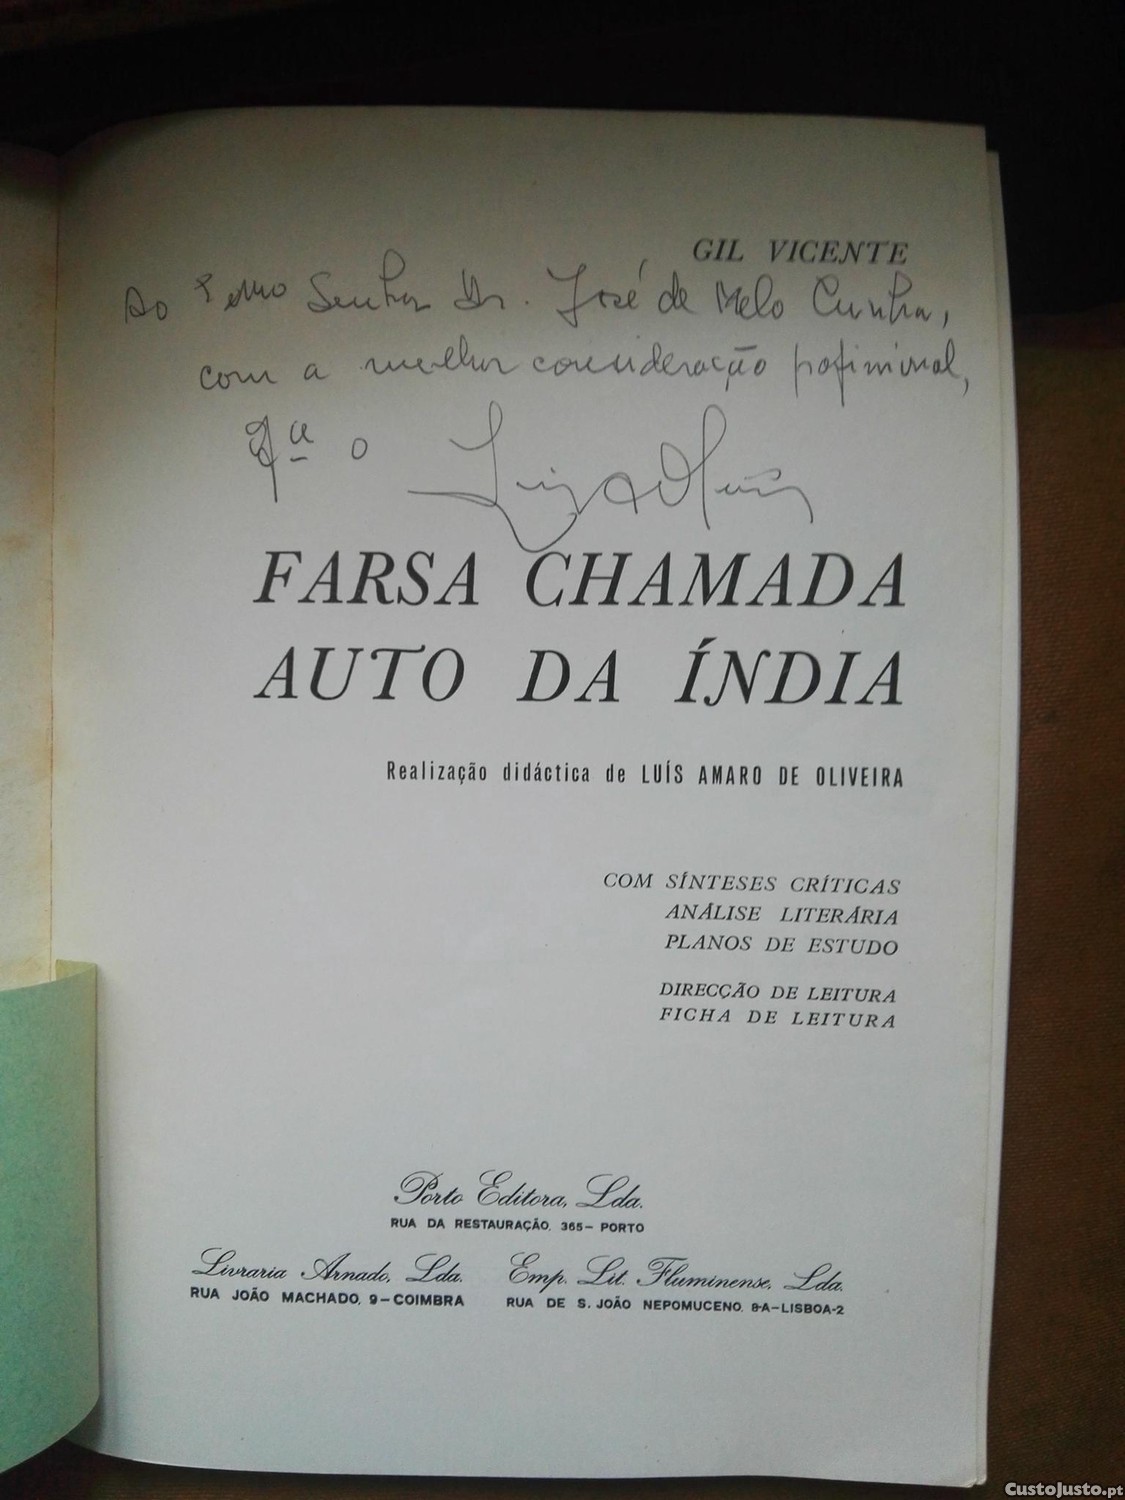 GIL VICENTE
Ao Exmo Senhor Dr. José de Melo Cunha,
com a melhor consideração profissional,
o Luís A Oliveira
FARSA CHAMADA
AUTO DA ÍNDIA
Realização didáctica de LUÍS AMARO DE OLIVEIRA
COM SÍNTESES CRÍTICAS
ANÁLISE LITERÁRIA
PLANOS DE ESTUDO
DIRECÇÃO DE LEITURA
FICHA DE LEITURA
Porto Editora, Lda.
RUA DA RESTAURAÇÃO, 365 – PORTO
Livraria Arnado, Lda. Emp. Lit. Fluminense, Lda.
RUA JOÃO MACHADO, 9 – COIMBRA RUA DE S. JOÃO NEPOMUCENO, 8-A – LISBOA-2
CustoJusto.pt